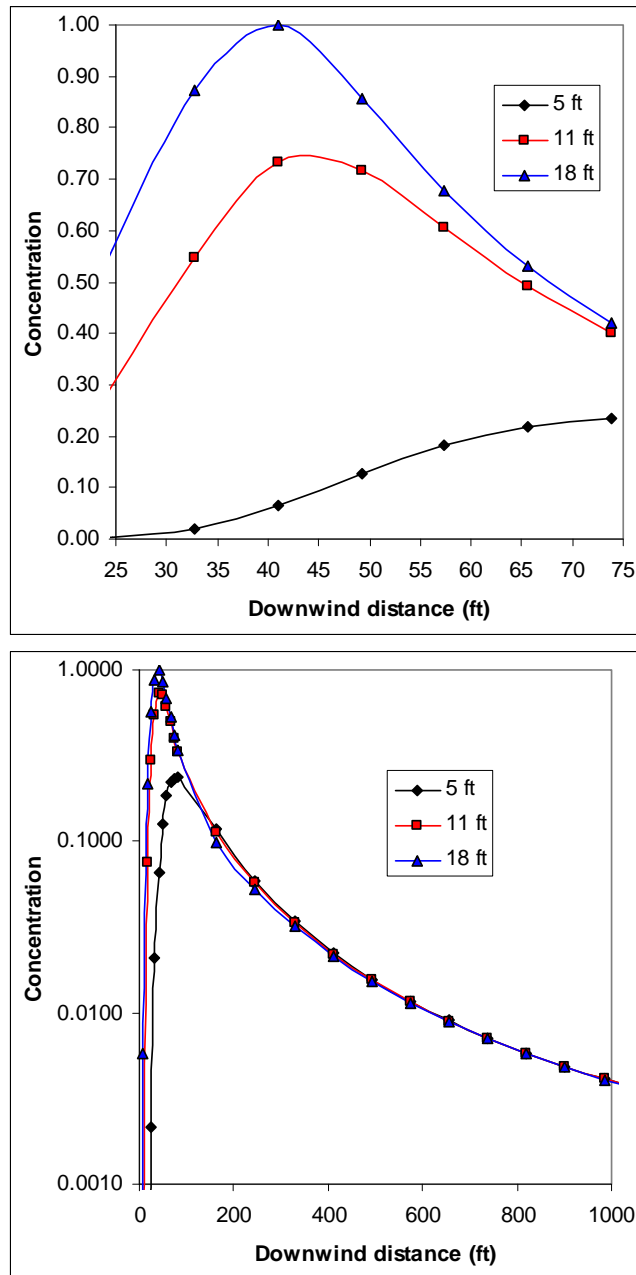 1.00
0.90
0.80
0.70
0.60
0.50
0.40
0.30
0.20
0.10
0.00
Concentration
5 ft
11 ft
18 ft
25 30 35 40 45 50 55 60 65 70 75
Downwind distance (ft)
1.0000
0.1000
0.0100
0.0010
Concentration
5 ft
11 ft
18 ft
0 200 400 600 800 1000
Downwind distance (ft)